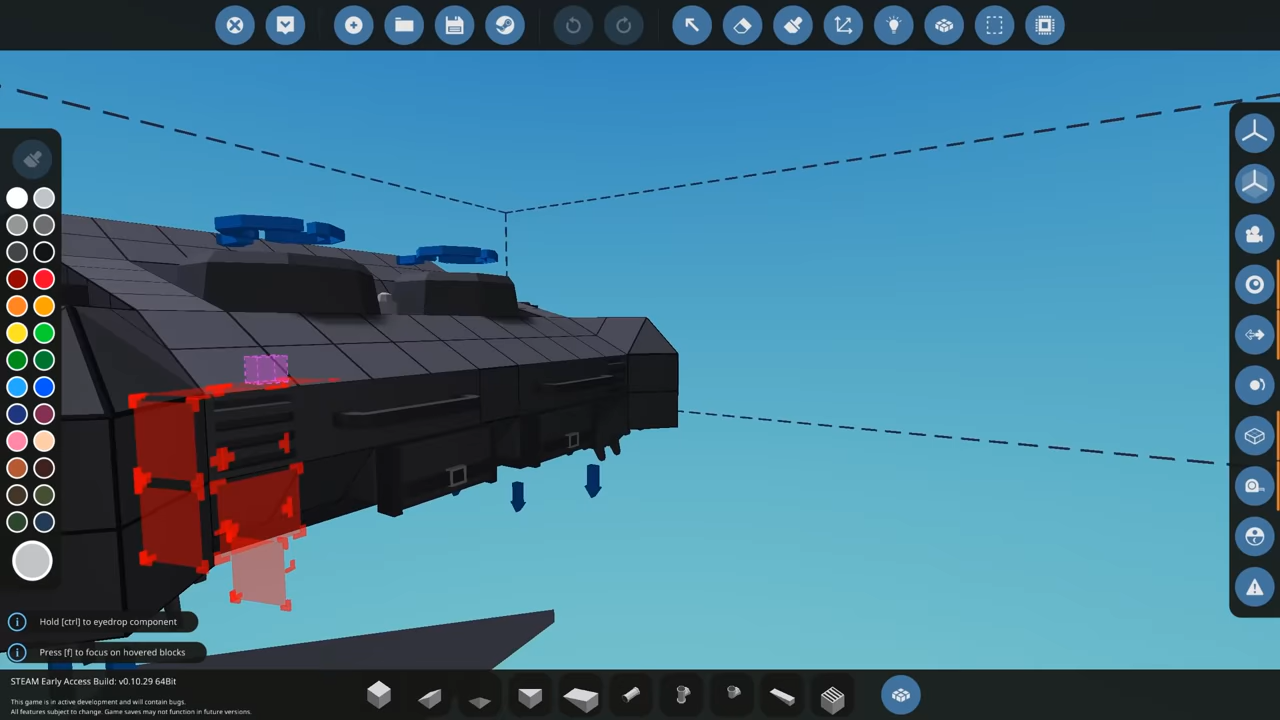 Hold [ctrl] to eyedrop component
Press [f] to focus on hovered blocks
STEAM Early Access Build: v0.10.29 64Bit
This game is in active development and will contain bugs.
All features subject to change. Game saves may not function in future versions.